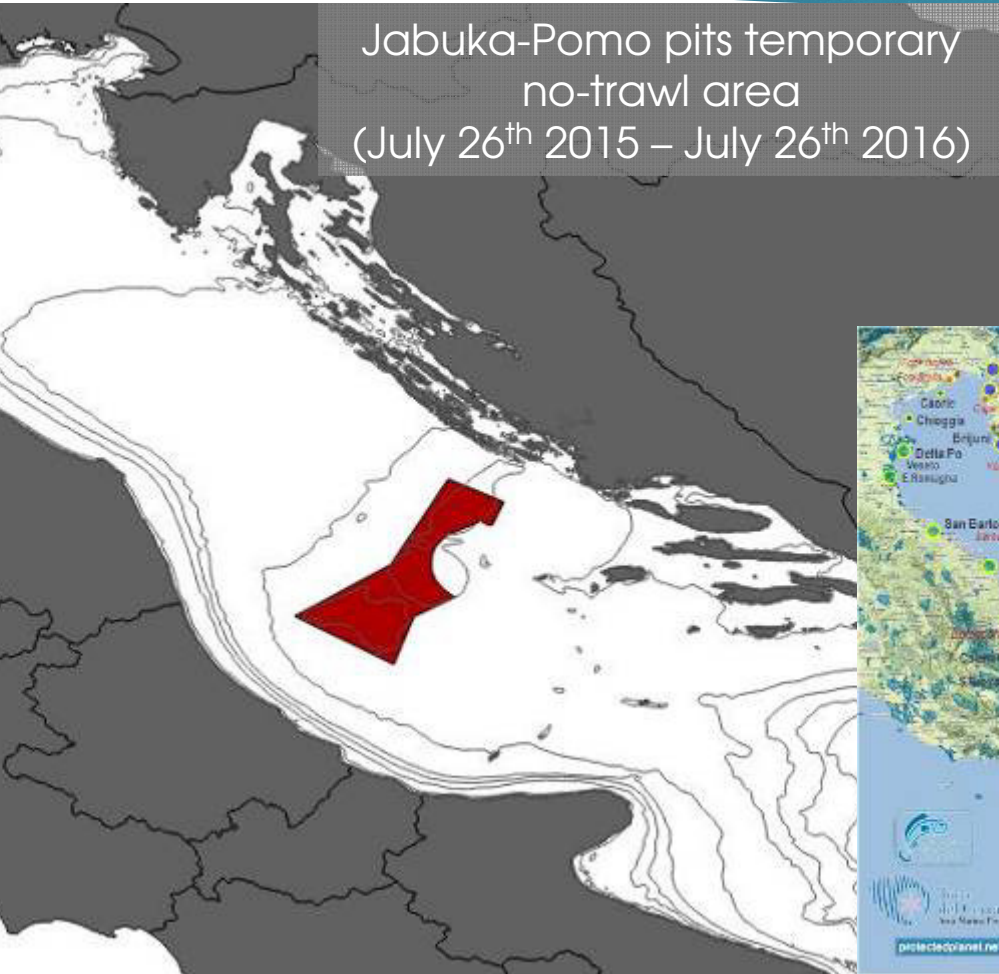 Jabuka-Pomo pits temporary
no-trawl area
(July 26th 2015 – July 26th 2016)
Caorle
Chioggia
Brijuni
Delta Po
Veneto
E.Romagna
San Bartolo
protectedplanet.net